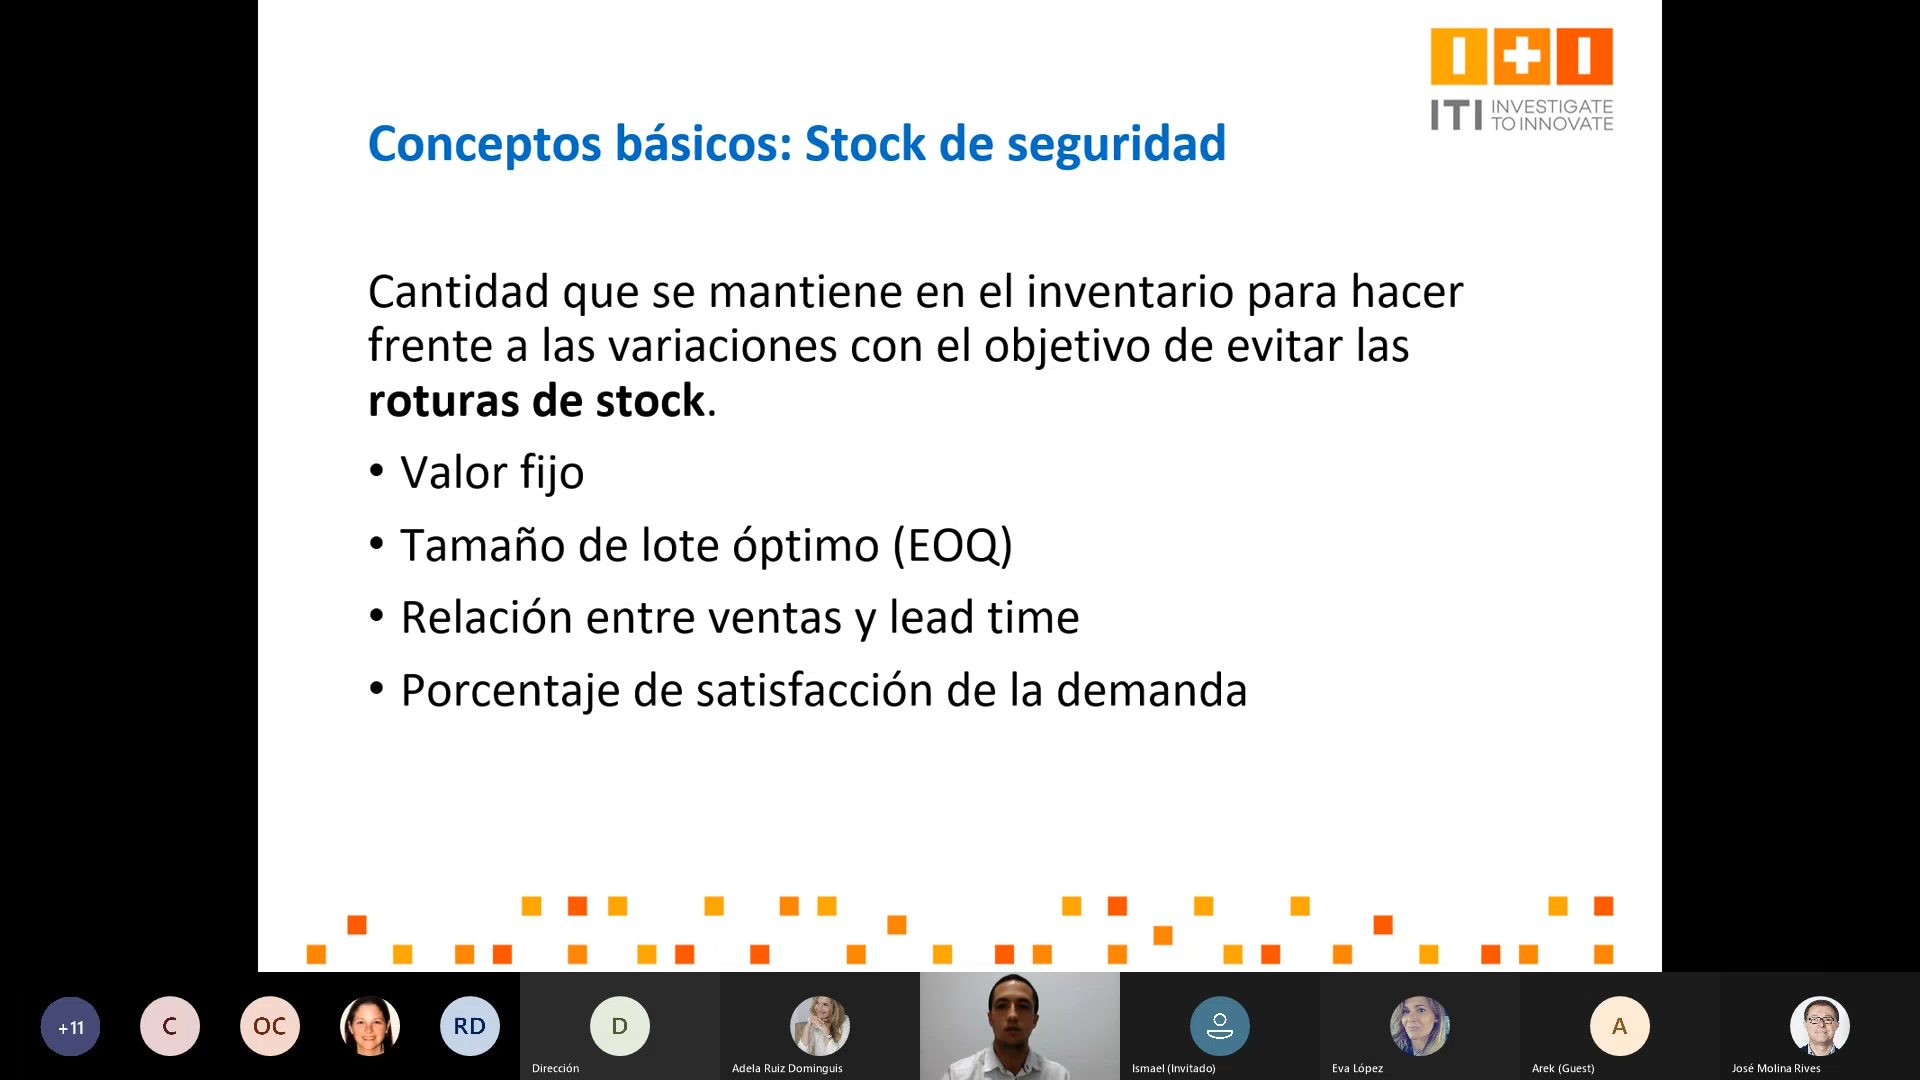 ITI INVESTIGATE
TO INNOVATE
Conceptos básicos: Stock de seguridad
Cantidad que se mantiene en el inventario para hacer
frente a las variaciones con el objetivo de evitar las
roturas de stock.
• Valor fijo
• Tamaño de lote óptimo (EOQ)
• Relación entre ventas y lead time
• Porcentaje de satisfacción de la demanda
+11
C
OC
RD
D
A
Dirección
Adela Ruiz Dominguis
Ismael (Invitado)
Eva López
Arek (Guest)
José Molina Rives